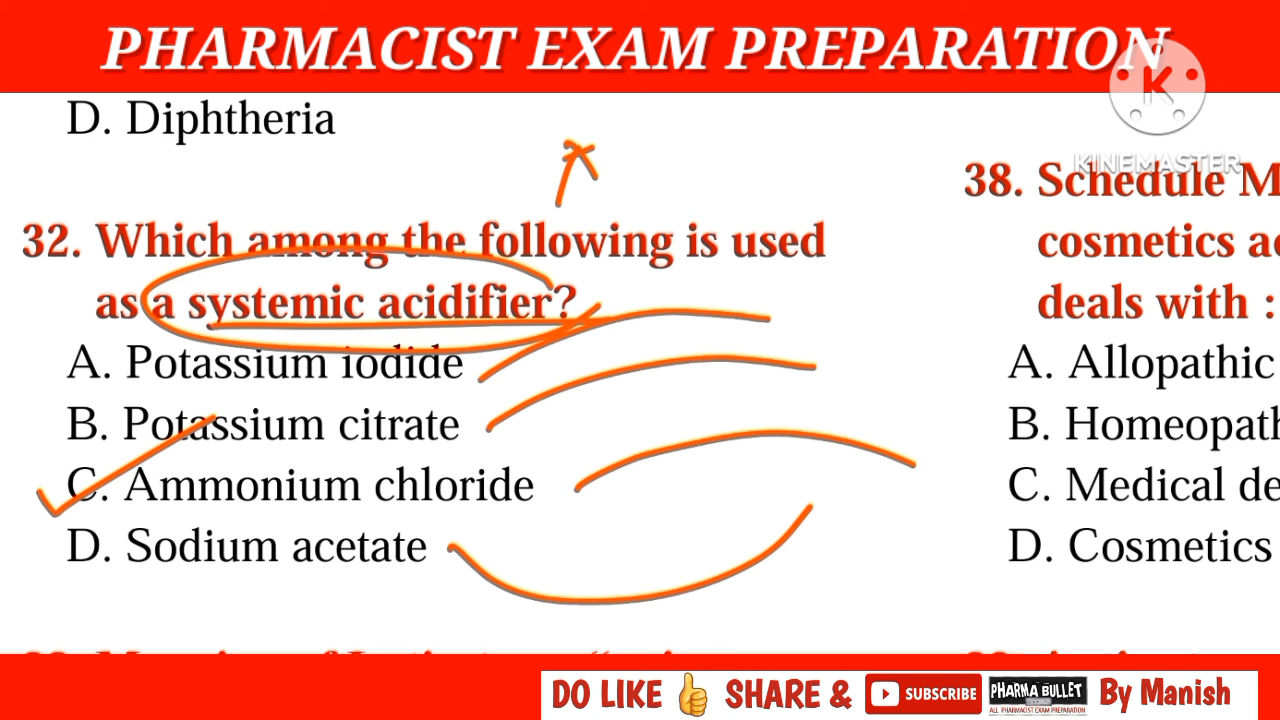 PHARMACIST EXAM PREPARATION
KINEMASTER
D. Diphtheria
32. Which among the following is used
as a systemic acidifier?
A. Potassium iodide
B. Potassium citrate
C. Ammonium chloride
D. Sodium acetate
38. Schedule M
cosmetics
deals with :
A. Allopathic
B. Homeopath
C. Medical de
D. Cosmetics
DO LIKE SHARE & SUBSCRIBE PHARMA BULLET By Manish
ALL PHARMACIST EXAM PREPARATION